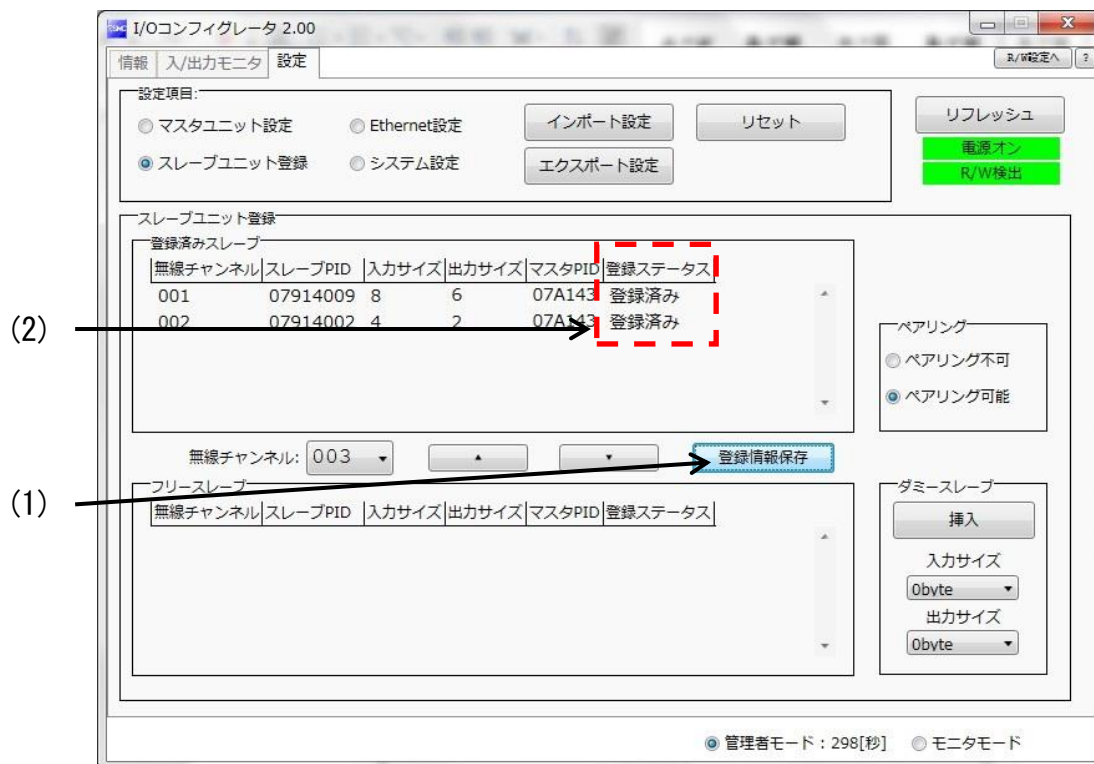 I/Oコンフィグレータ 2.00
情報 入/出力モニタ 設定
R/W設定へ ?
設定項目:
マスタユニット設定 Ethernet設定 インポート設定 リセット リフレッシュ
電源オン
スレーブユニット登録 システム設定 エクスポート設定 R/W検出
スレーブユニット登録
登録済みスレーブ
無線チャンネル スレーブPID 入力サイズ 出力サイズ マスタPID 登録ステータス
001 07914009 8 6 07A143 登録済み
002 07914002 4 2 07A143 登録済み
(2)
ペアリング
ペアリング不可
ペアリング可能
無線チャンネル: 003 登録情報保存
(1)
フリースレーブ
無線チャンネル スレーブPID 入力サイズ 出力サイズ マスタPID 登録ステータス
ダミースレーブ
挿入
入力サイズ
0byte
出力サイズ
0byte
管理者モード：298[秒] モニタモード